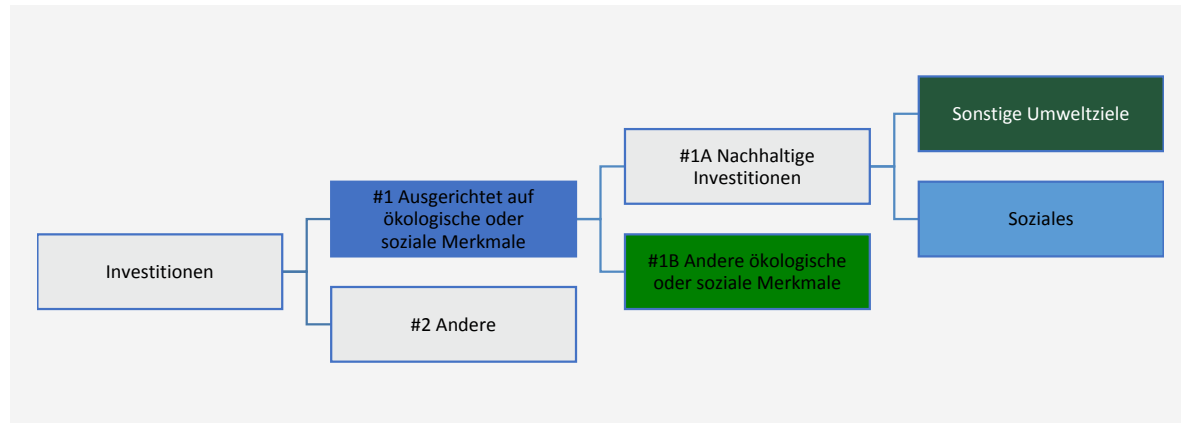 Investitionen
#1 Ausgerichtet auf
ökologische oder
soziale Merkmale
#2 Andere
#1A Nachhaltige
Investitionen
#1B Andere ökologische
oder soziale Merkmale
Sonstige Umweltziele
Soziales